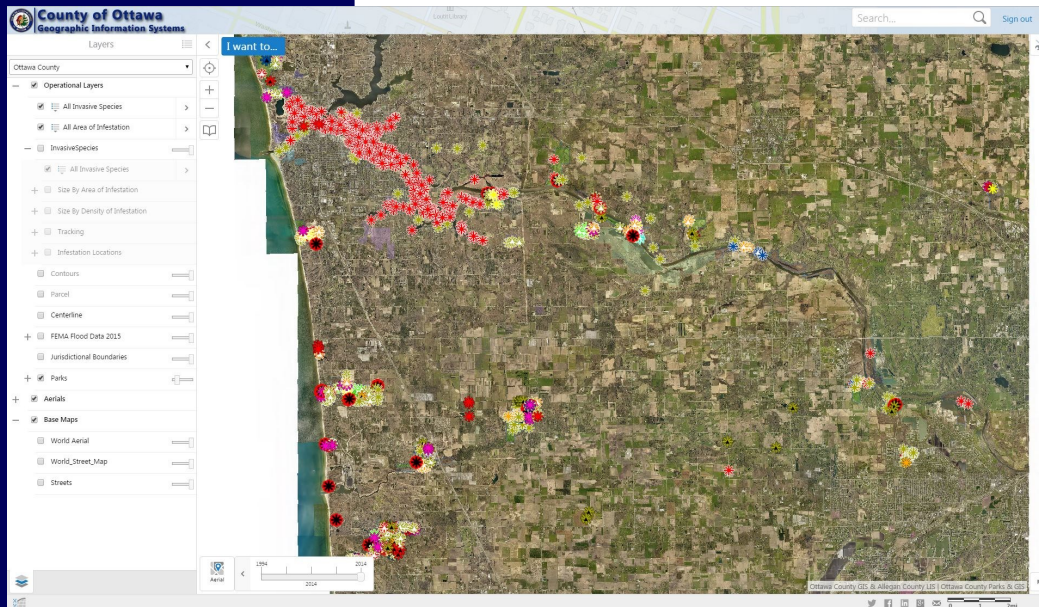 County of Ottawa
Geographic Information Systems
Search...
Sign out
Layers
I want to...
Ottawa County
Operational Layers
All Invasive Species
All Area of Infestation
InvasiveSpecies
All Invasive Species
Size By Area of Infestation
Size By Density of Infestation
Tracking
Infestation Locations
Contours
Parcel
Centerline
FEMA Flood Data 2015
Jurisdictional Boundaries
Parks
Aerials
Base Maps
World Aerial
World_Street_Map
Streets
Aerial
1994
2014
2014
Ottawa County GIS & Allegan County LIS | Ottawa County Parks & GIS